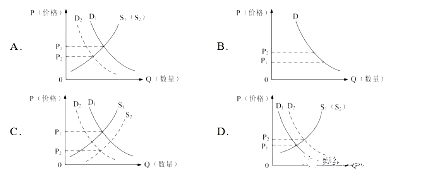 A.
P（价格）
D₂ D₁ S₁（S₂）
P₁
P₂
0
Q（数量）
B.
P（价格）
D
P₂
P₁
0
Q（数量）
C.
P（价格）
D₂ D₁ S₁
S₂
P₁
P₂
0
Q（数量）
D.
P（价格）
D₁ D₂ S₁（S₂）
P₂
P₁
0